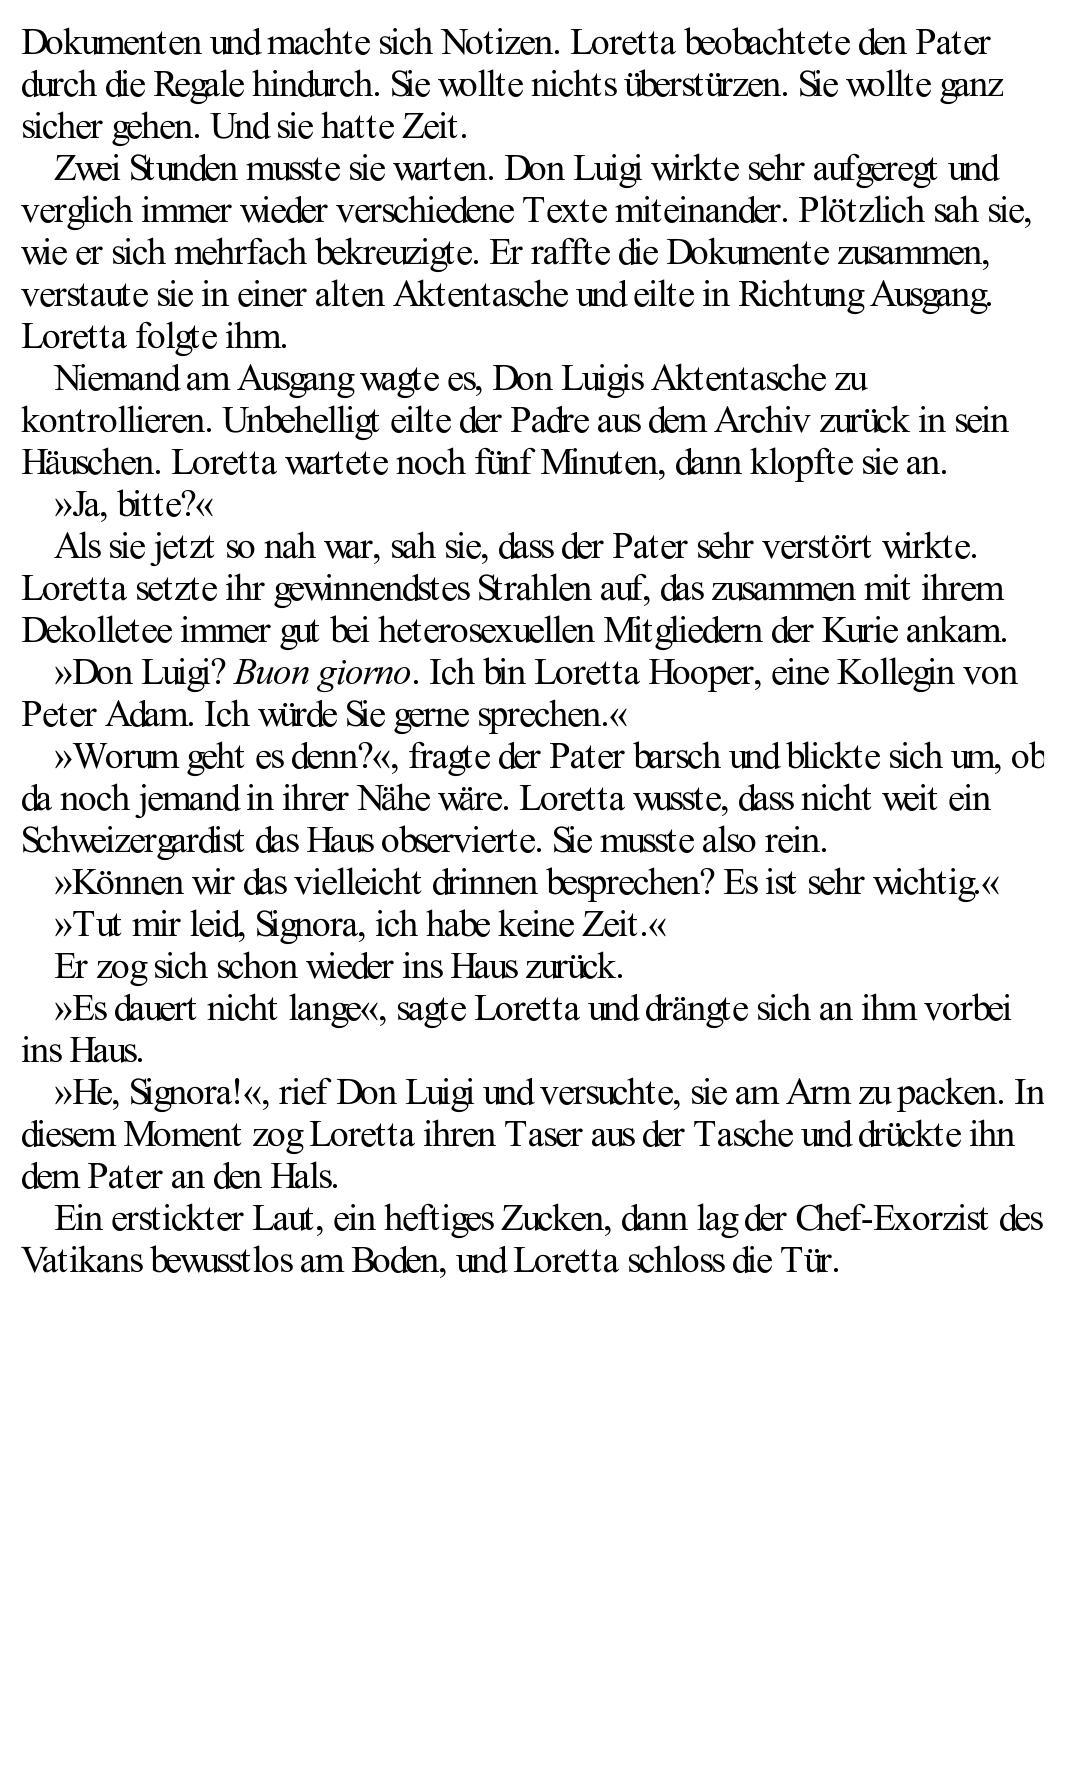 Dokumenten und machte sich Notizen. Loretta beobachtete den Pater
durch die Regale hindurch. Sie wollte nichts überstürzen. Sie wollte ganz
sicher gehen. Und sie hatte Zeit.
Zwei Stunden musste sie warten. Don Luigi wirkte sehr aufgeregt und
verglich immer wieder verschiedene Texte miteinander. Plötzlich sah sie,
wie er sich mehrfach bekreuzigte. Er raffte die Dokumente zusammen,
verstaute sie in einer alten Aktentasche und eilte in Richtung Ausgang.
Loretta folgte ihm.
Niemand am Ausgang wagte es, Don Luigis Aktentasche zu
kontrollieren. Unbehelligt eilte der Padre aus dem Archiv zurück in sein
Häuschen. Loretta wartete noch fünf Minuten, dann klopfte sie an.
»Ja, bitte?«
Als sie jetzt so nah war, sah sie, dass der Pater sehr verstört wirkte.
Loretta setzte ihr gewinnendstes Strahlen auf, das zusammen mit ihrem
Dekolletee immer gut bei heterosexuellen Mitgliedern der Kurie ankam.
»Don Luigi? Buon giorno. Ich bin Loretta Hooper, eine Kollegin von
Peter Adam. Ich würde Sie gerne sprechen.«
»Worum geht es denn?«, fragte der Pater barsch und blickte sich um, ob
da noch jemand in ihrer Nähe wäre. Loretta wusste, dass nicht weit ein
Schweizergardist das Haus observierte. Sie musste also rein.
»Können wir das vielleicht drinnen besprechen? Es ist sehr wichtig.«
»Tut mir leid, Signora, ich habe keine Zeit.«
Er zog sich schon wieder ins Haus zurück.
»Es dauert nicht lange«, sagte Loretta und drängte sich an ihm vorbei
ins Haus.
»He, Signora!«, rief Don Luigi und versuchte, sie am Arm zu packen. In
diesem Moment zog Loretta ihren Taser aus der Tasche und drückte ihn
dem Pater an den Hals.
Ein erstickter Laut, ein heftiges Zucken, dann lag der Chef-Exorzist des
Vatikans bewusstlos am Boden, und Loretta schloss die Tür.